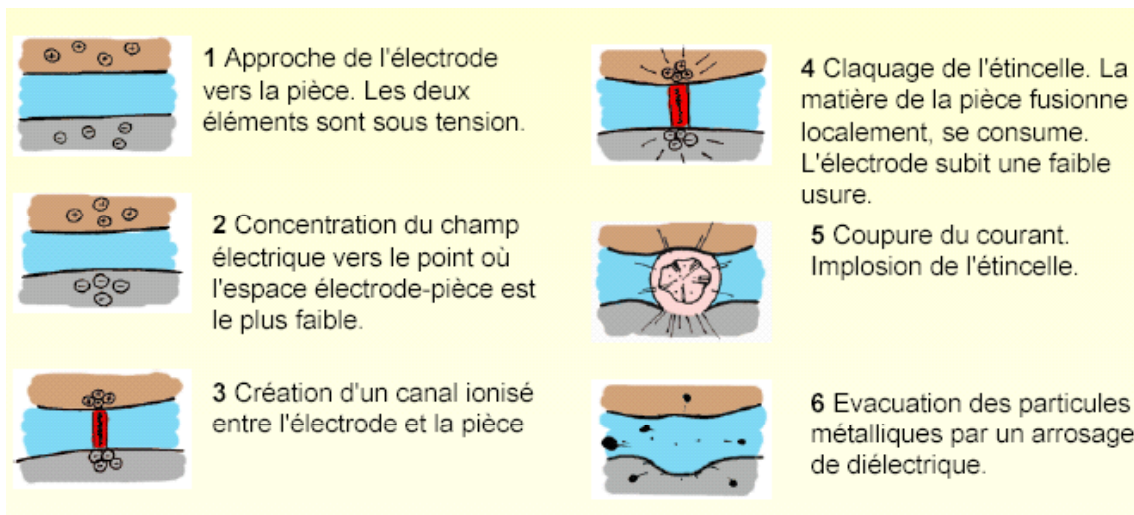 1 Approche de l'électrode
vers la pièce. Les deux
éléments sont sous tension.
2 Concentration du champ
électrique vers le point où
l'espace électrode-pièce est
le plus faible.
3 Création d'un canal ionisé
entre l'électrode et la pièce
4 Claquage de l'étincelle. La
matière de la pièce fusionne
localement, se consume.
L'électrode subit une faible
usure.
5 Coupure du courant.
Implosion de l'étincelle.
6 Evacuation des particules
métalliques par un arrosage
de diélectrique.